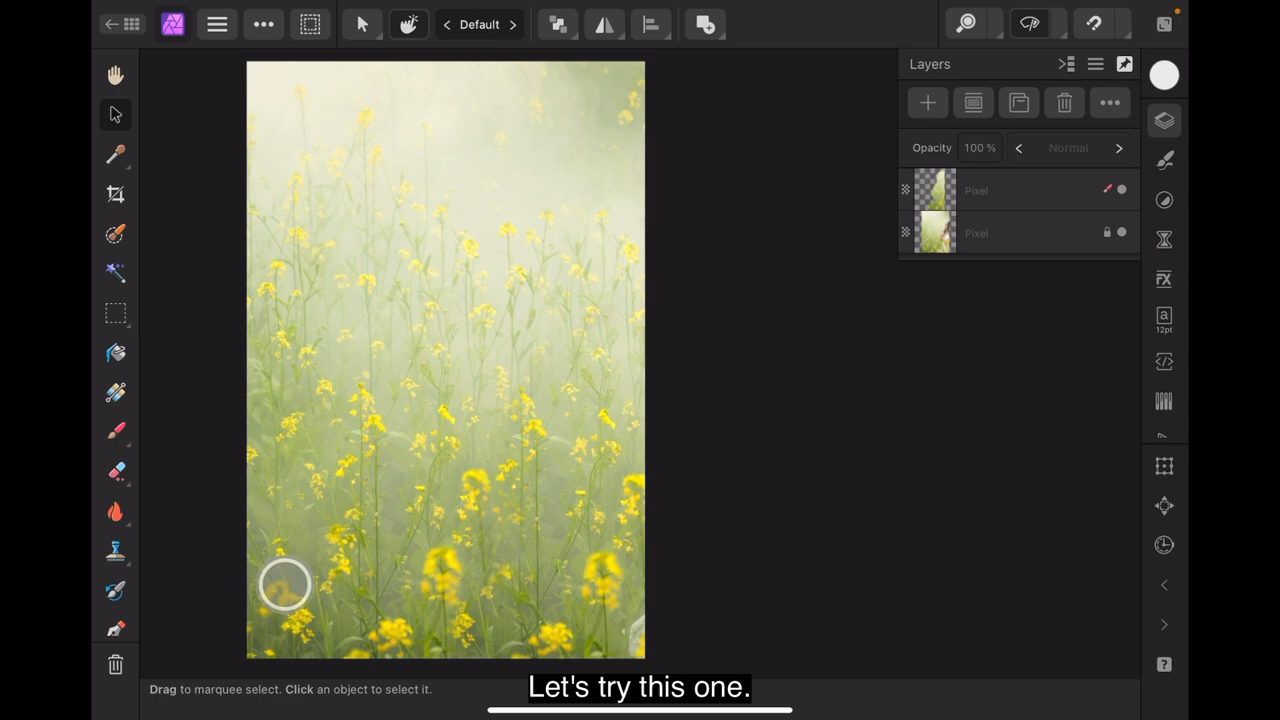 Default
Layers
Opacity 100 % Normal
Pixel
Pixel
a
12pt
?
Drag to marquee select. Click an object to select it.
Let's try this one.